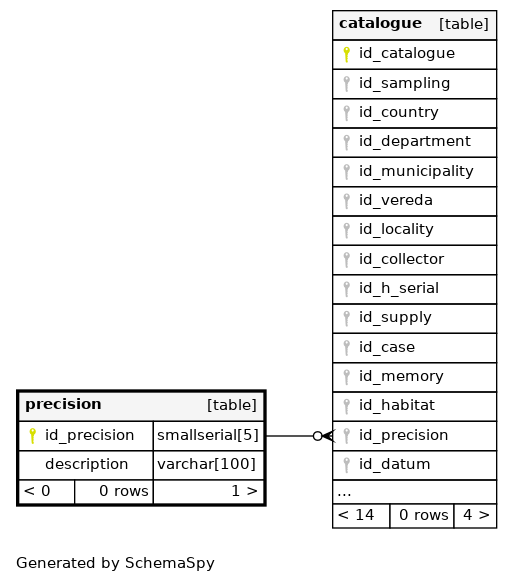 catalogue [table]
id_catalogue
id_sampling
id_country
id_department
id_municipality
id_vereda
id_locality
id_collector
id_h_serial
id_supply
id_case
id_memory
id_habitat
id_precision
id_datum
...
< 14 0 rows 4 >
precision [table]
id_precision smallserial[5]
description varchar[100]
< 0 0 rows 1 >
Generated by SchemaSpy